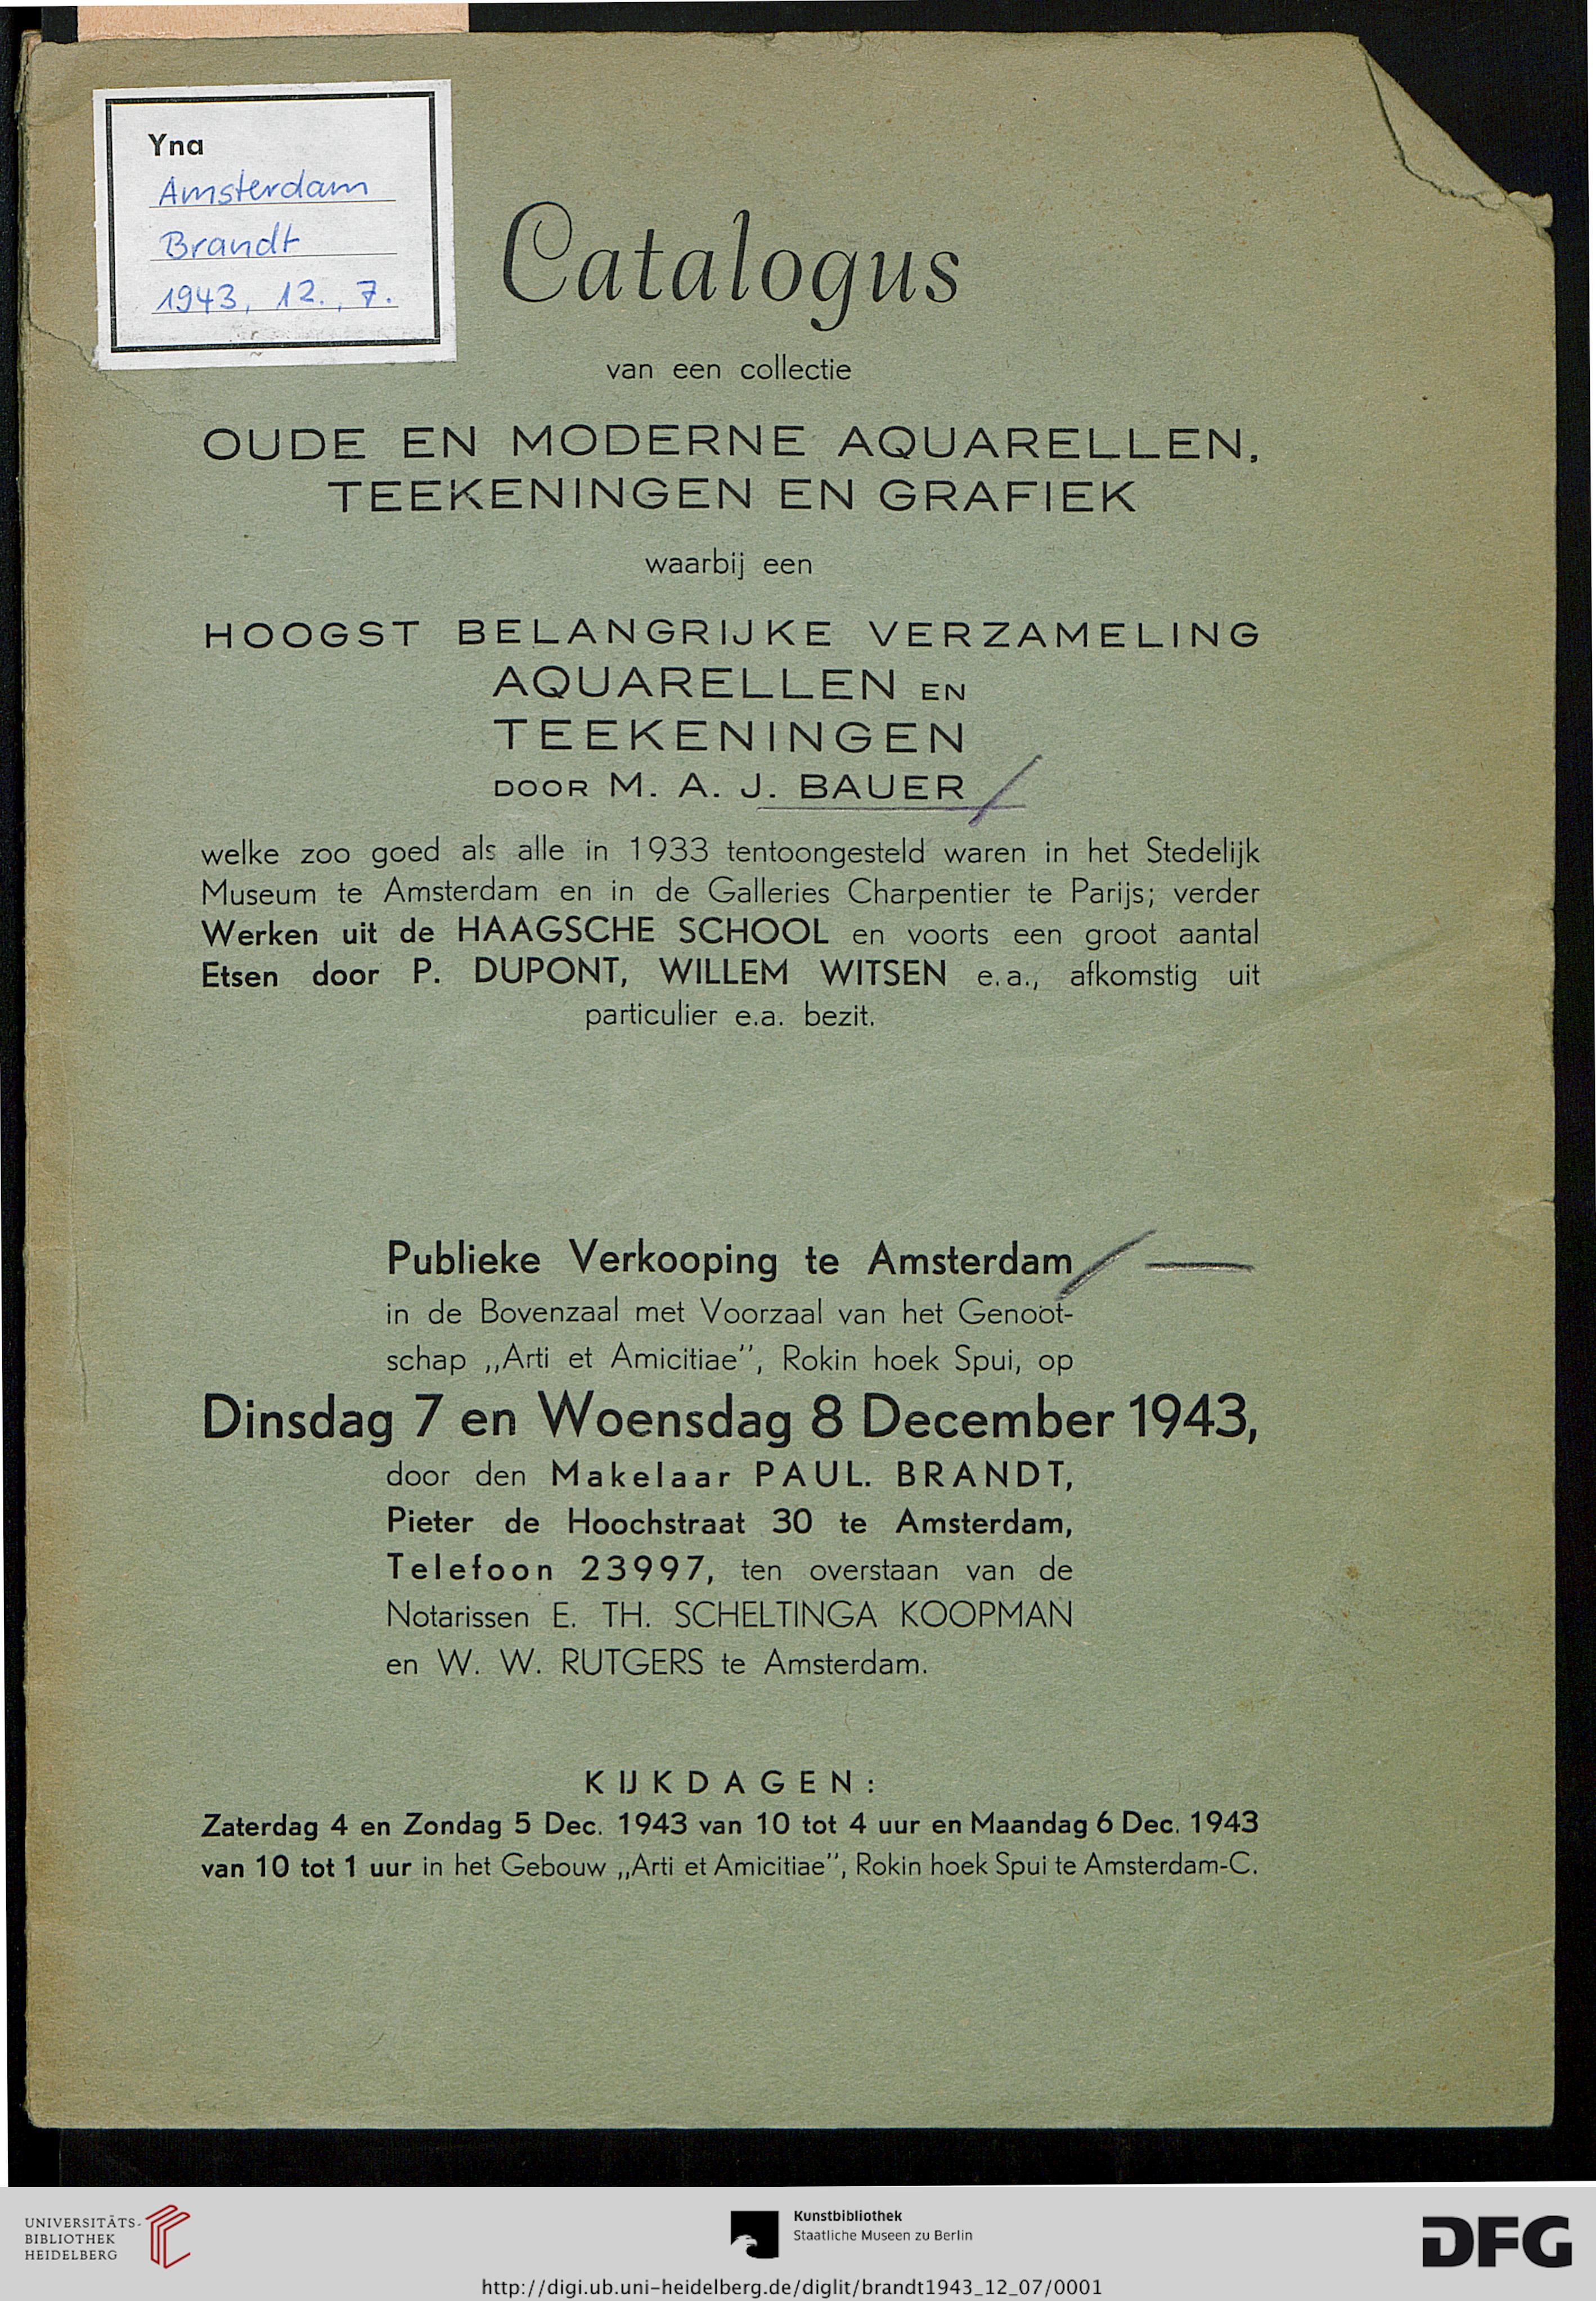 Yna
Amsterdam
Brandt
1943, 12., 7.
Catalogus
van een collectie
OUDE EN MODERNE AQUARELLEN,
TEEKENINGEN EN GRAFIEK
waarbij een
HOOGST BELANGRIJKE VERZAMELING
AQUARELLEN EN
TEEKENINGEN
DOOR M. A. J. BAUER
welke zoo goed als alle in 1933 tentoongesteld waren in het Stedelijk
Museum te Amsterdam en in de Galleries Charpentier te Parijs; verder
Werken uit de HAAGSCHE SCHOOL en voorts een groot aantal
Etsen door P. DUPONT, WILLEM WITSEN e.a., afkomstig uit
particulier e.a. bezit.
Publieke Verkooping te Amsterdam
in de Bovenzaal met Voorzaal van het Genoot-
schap ,,Arti et Amicitiae'', Rokin hoek Spui, op
Dinsdag 7 en Woensdag 8 December 1943,
door den Makelaar PAUL. BRANDT,
Pieter de Hoochstraat 30 te Amsterdam,
Telefoon 23997, ten overstaan van de
Notarissen E. TH. SCHELTINGA KOOPMAN
en W. W. RUTGERS te Amsterdam.
KIJKDAGEN:
Zaterdag 4 en Zondag 5 Dec. 1943 van 10 tot 4 uur en Maandag 6 Dec. 1943
van 10 tot 1 uur in het Gebouw ,,Arti et Amicitiae'', Rokin hoek Spui te Amsterdam-C.
UNIVERSITÄTS-
BIBLIOTHEK
HEIDELBERG
Kunstbibliothek
Staatliche Museen zu Berlin
DFG
http://digi.ub.uni-heidelberg.de/diglit/brandt1943_12_07/0001